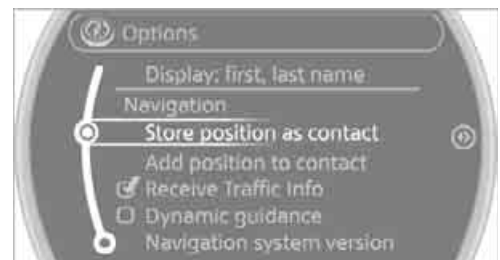 Options
Display: first, last name
Navigation
Store position as contact
Add position to contact
Receive Traffic Info
Dynamic guidance
Navigation system version